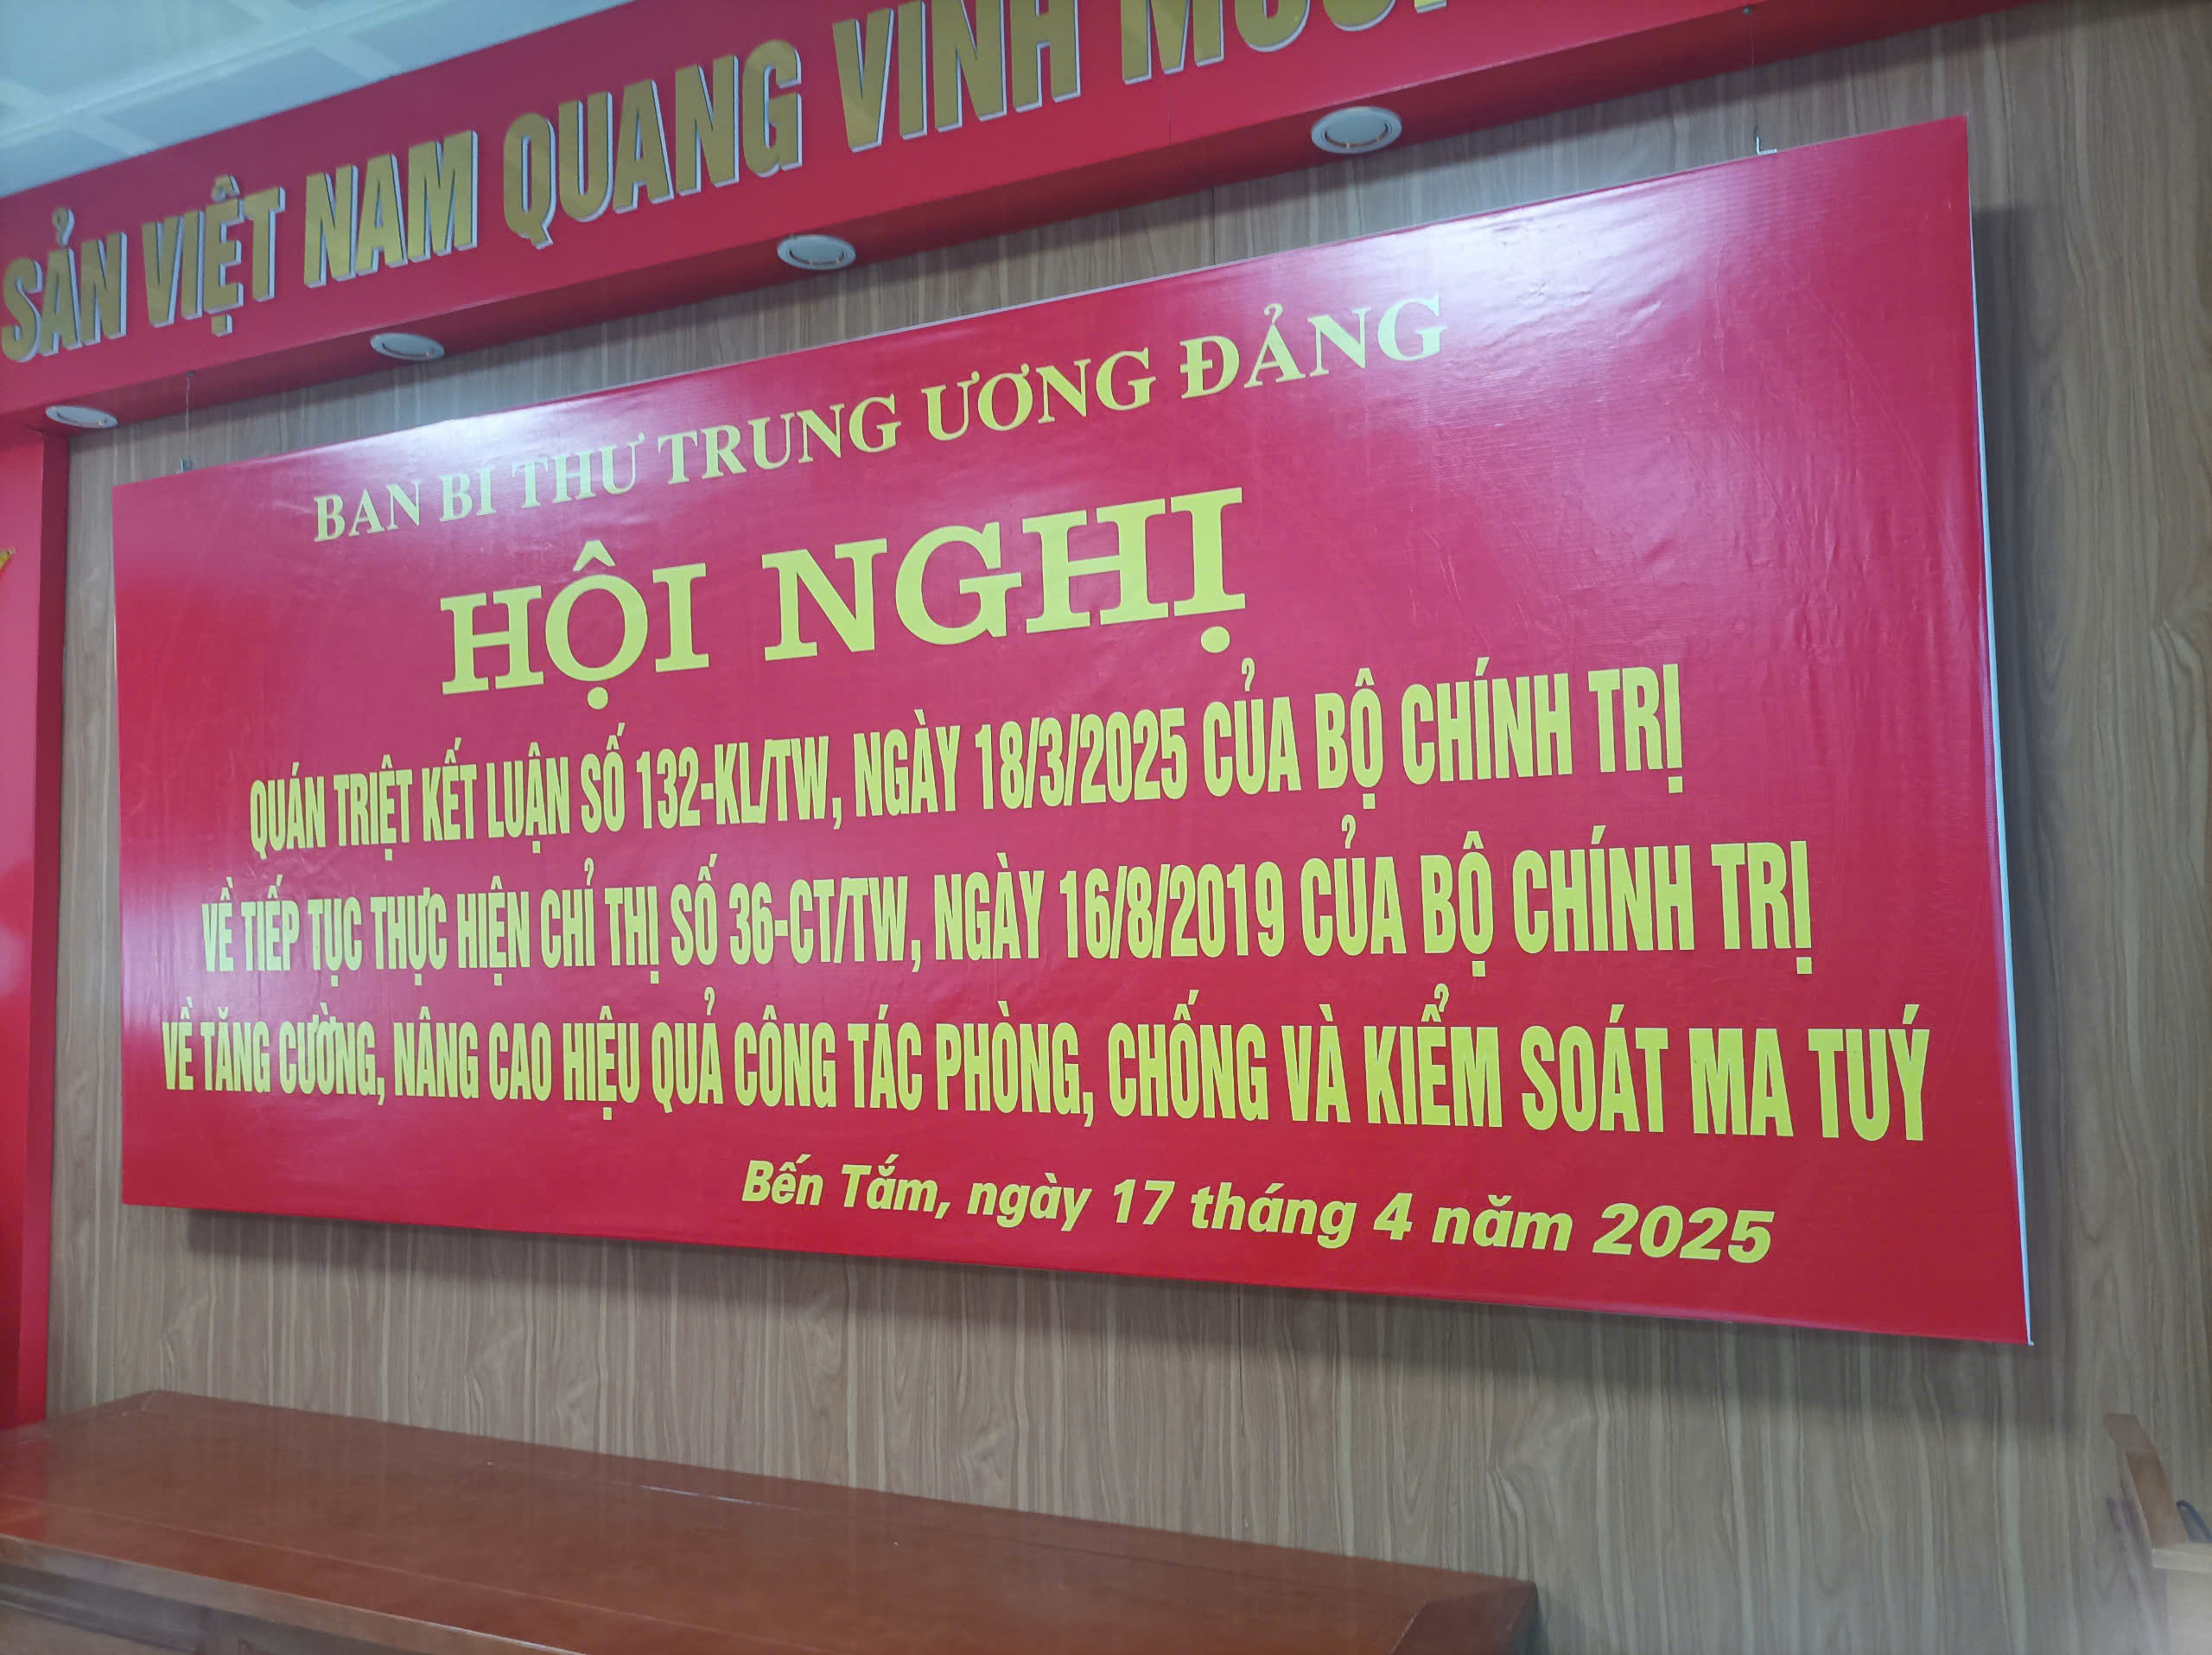 SẢN VIỆT NAM QUANG VINH
BAN BI THƯ TRUNG ƯƠNG ĐẢNG
HỘI NGHỊ
QUÁN TRIỆT KẾT LUẬN SỐ 132-KL/TW, NGÀY 18/3/2025 CỦA BỘ CHÍNH TRỊ
VỀ TIẾP TỤC THỰC HIỆN CHỈ THỊ SỐ 36-CT/TW, NGÀY 16/8/2019 CỦA BỘ CHÍNH TRỊ
VỀ TĂNG CƯỜNG, NÂNG CAO HIỆU QUẢ CÔNG TÁC PHÒNG, CHỐNG VÀ KIỂM SOÁT MA TUÝ
Bến Tắm, ngày 17 tháng 4 năm 2025